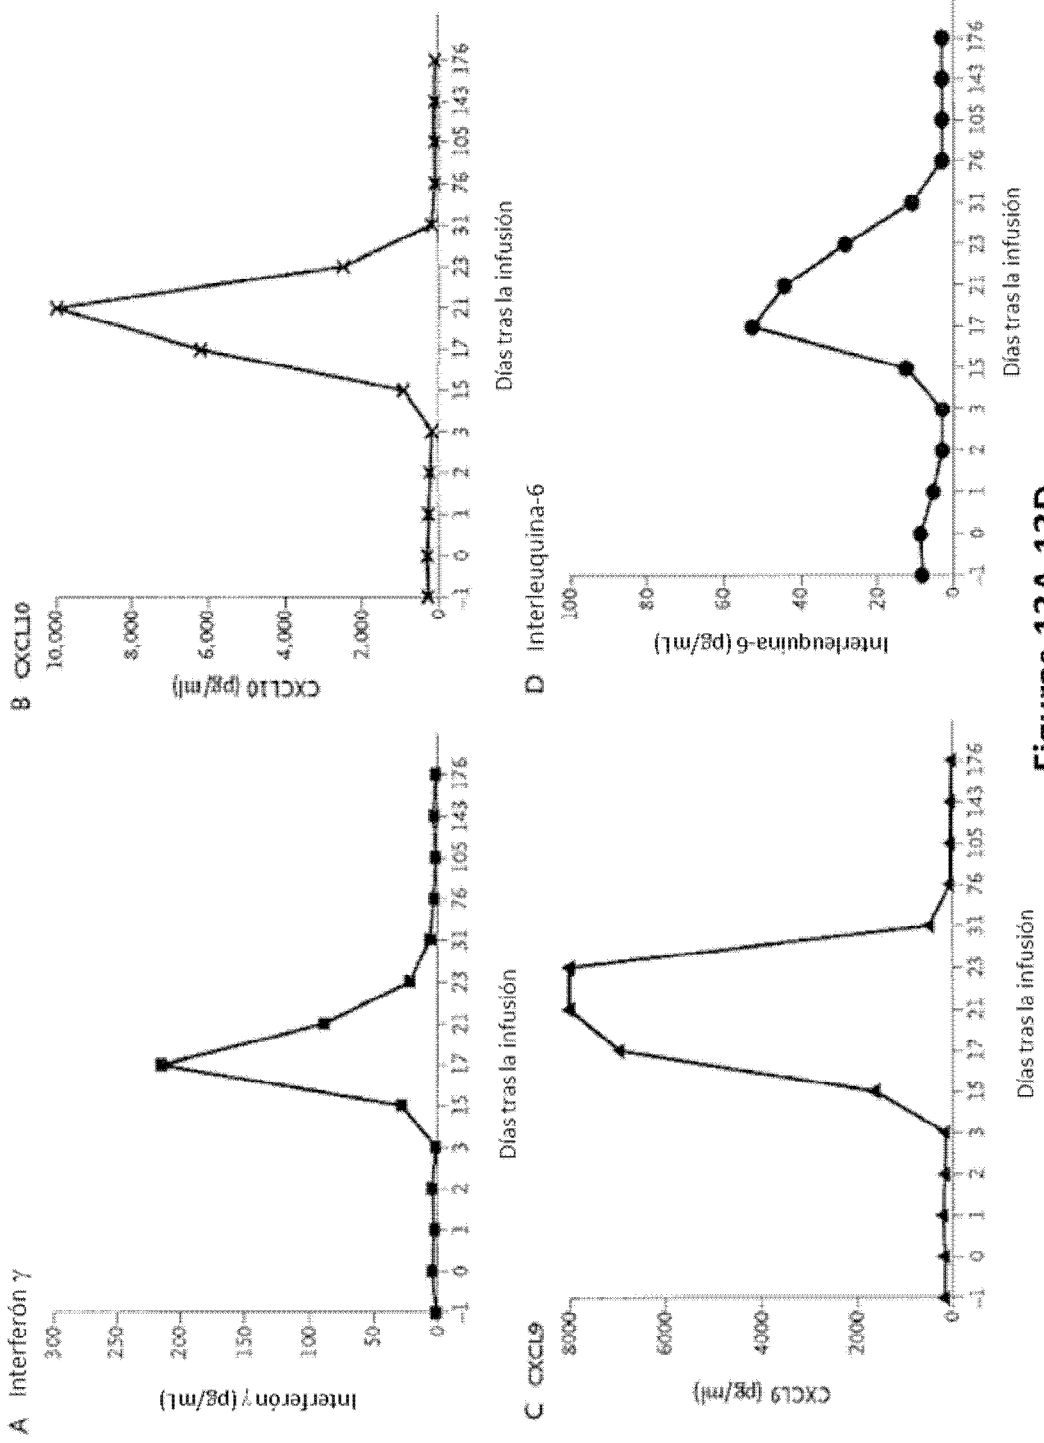 A Interferón γ
300
200
150
100
50
0
Interferón γ (pg/mL)
-1 0 1 2 3 15 17 21 23 31 76 105 143 176
Días tras la infusión
B CXCL10
10,000
8,000
6,000
4,000
2,000
0
CXCL10 (pg/ml)
-1 0 1 2 3 15 17 21 23 31 76 105 143 176
Días tras la infusión
C CXCL9
8000
6000
4000
2000
0
CXCL9 (pg/ml)
-1 0 1 2 3 15 17 21 23 31 76 105 143 176
Días tras la infusión
D Interleuquina-6
100
80
60
40
20
0
Interleuquina-6 (pg/mL)
-1 0 1 2 3 15 17 21 23 31 76 105 143 176
Días tras la infusión